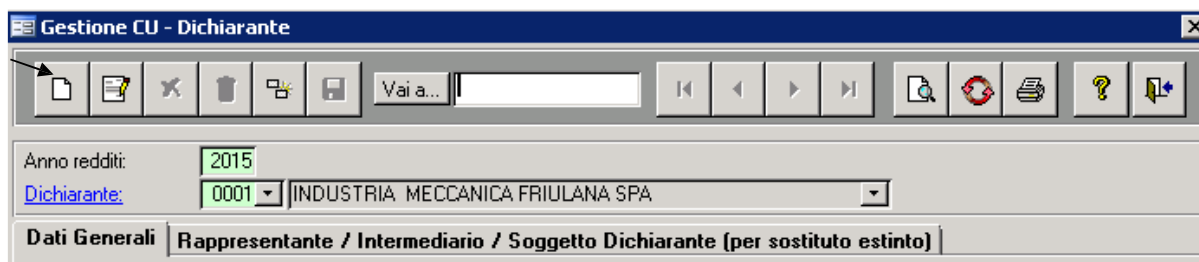 Gestione CU - Dichiarante
Vai a...
Anno redditi: 2015
Dichiarante: 0001 INDUSTRIA MECCANICA FRIULANA SPA
Dati Generali Rappresentante / Intermediario / Soggetto Dichiarante (per sostituto estinto)